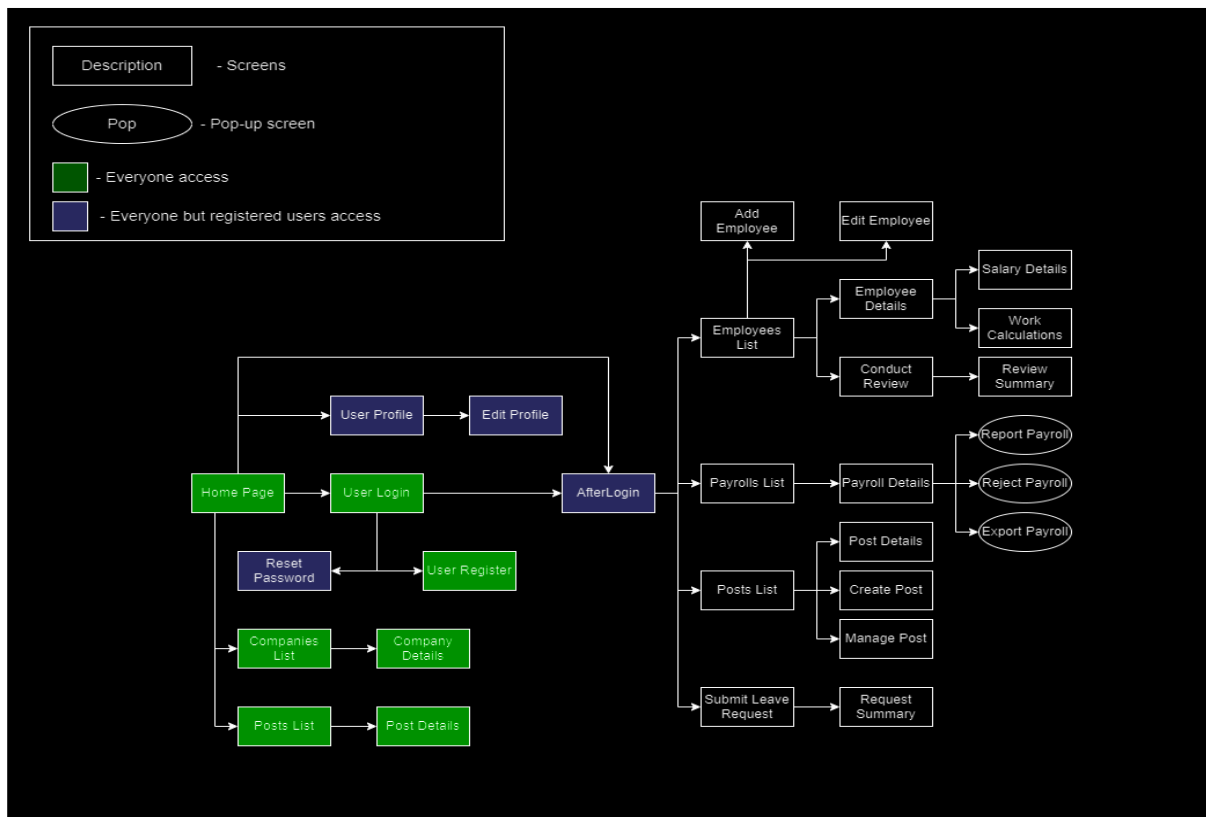 Description
- Screens
Pop
- Pop-up screen
- Everyone access
- Everyone but registered users access
Add
Employee
Edit Employee
Salary Details
Employee
Details
Employees
List
Work
Calculations
Conduct
Review
Review
Summary
User Profile
Edit Profile
Report Payroll
Home Page
User Login
AfterLogin
Payrolls List
Payroll Details
Reject Payroll
Export Payroll
Post Details
Reset
Password
User Register
Posts List
Create Post
Manage Post
Companies
List
Company
Details
Submit Leave
Request
Request
Summary
Posts List
Post Details